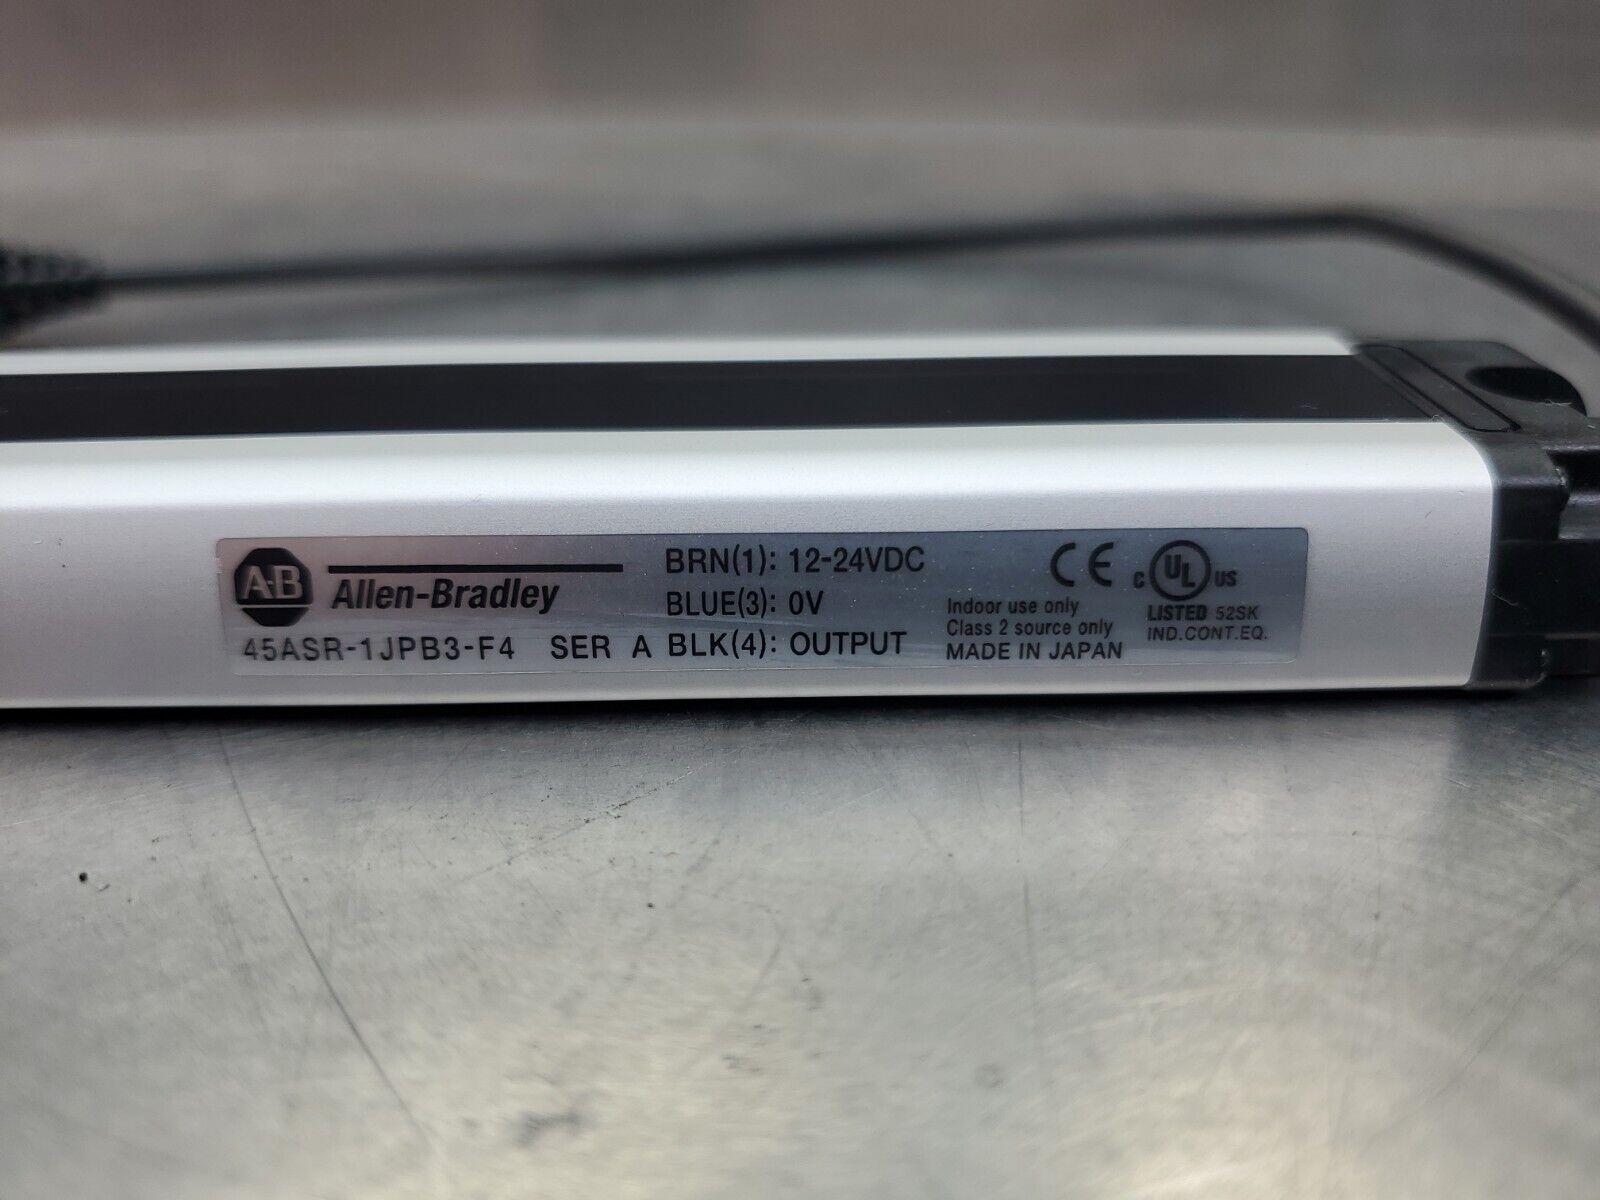 A-B Allen-Bradley
45ASR-1JPB3-F4 SER A
BRN(1): 12-24VDC
BLUE(3): 0V
BLK(4): OUTPUT
Indoor use only
Class 2 source only
MADE IN JAPAN
CE
C UL US
LISTED 52SK
IND.CONT.EQ.